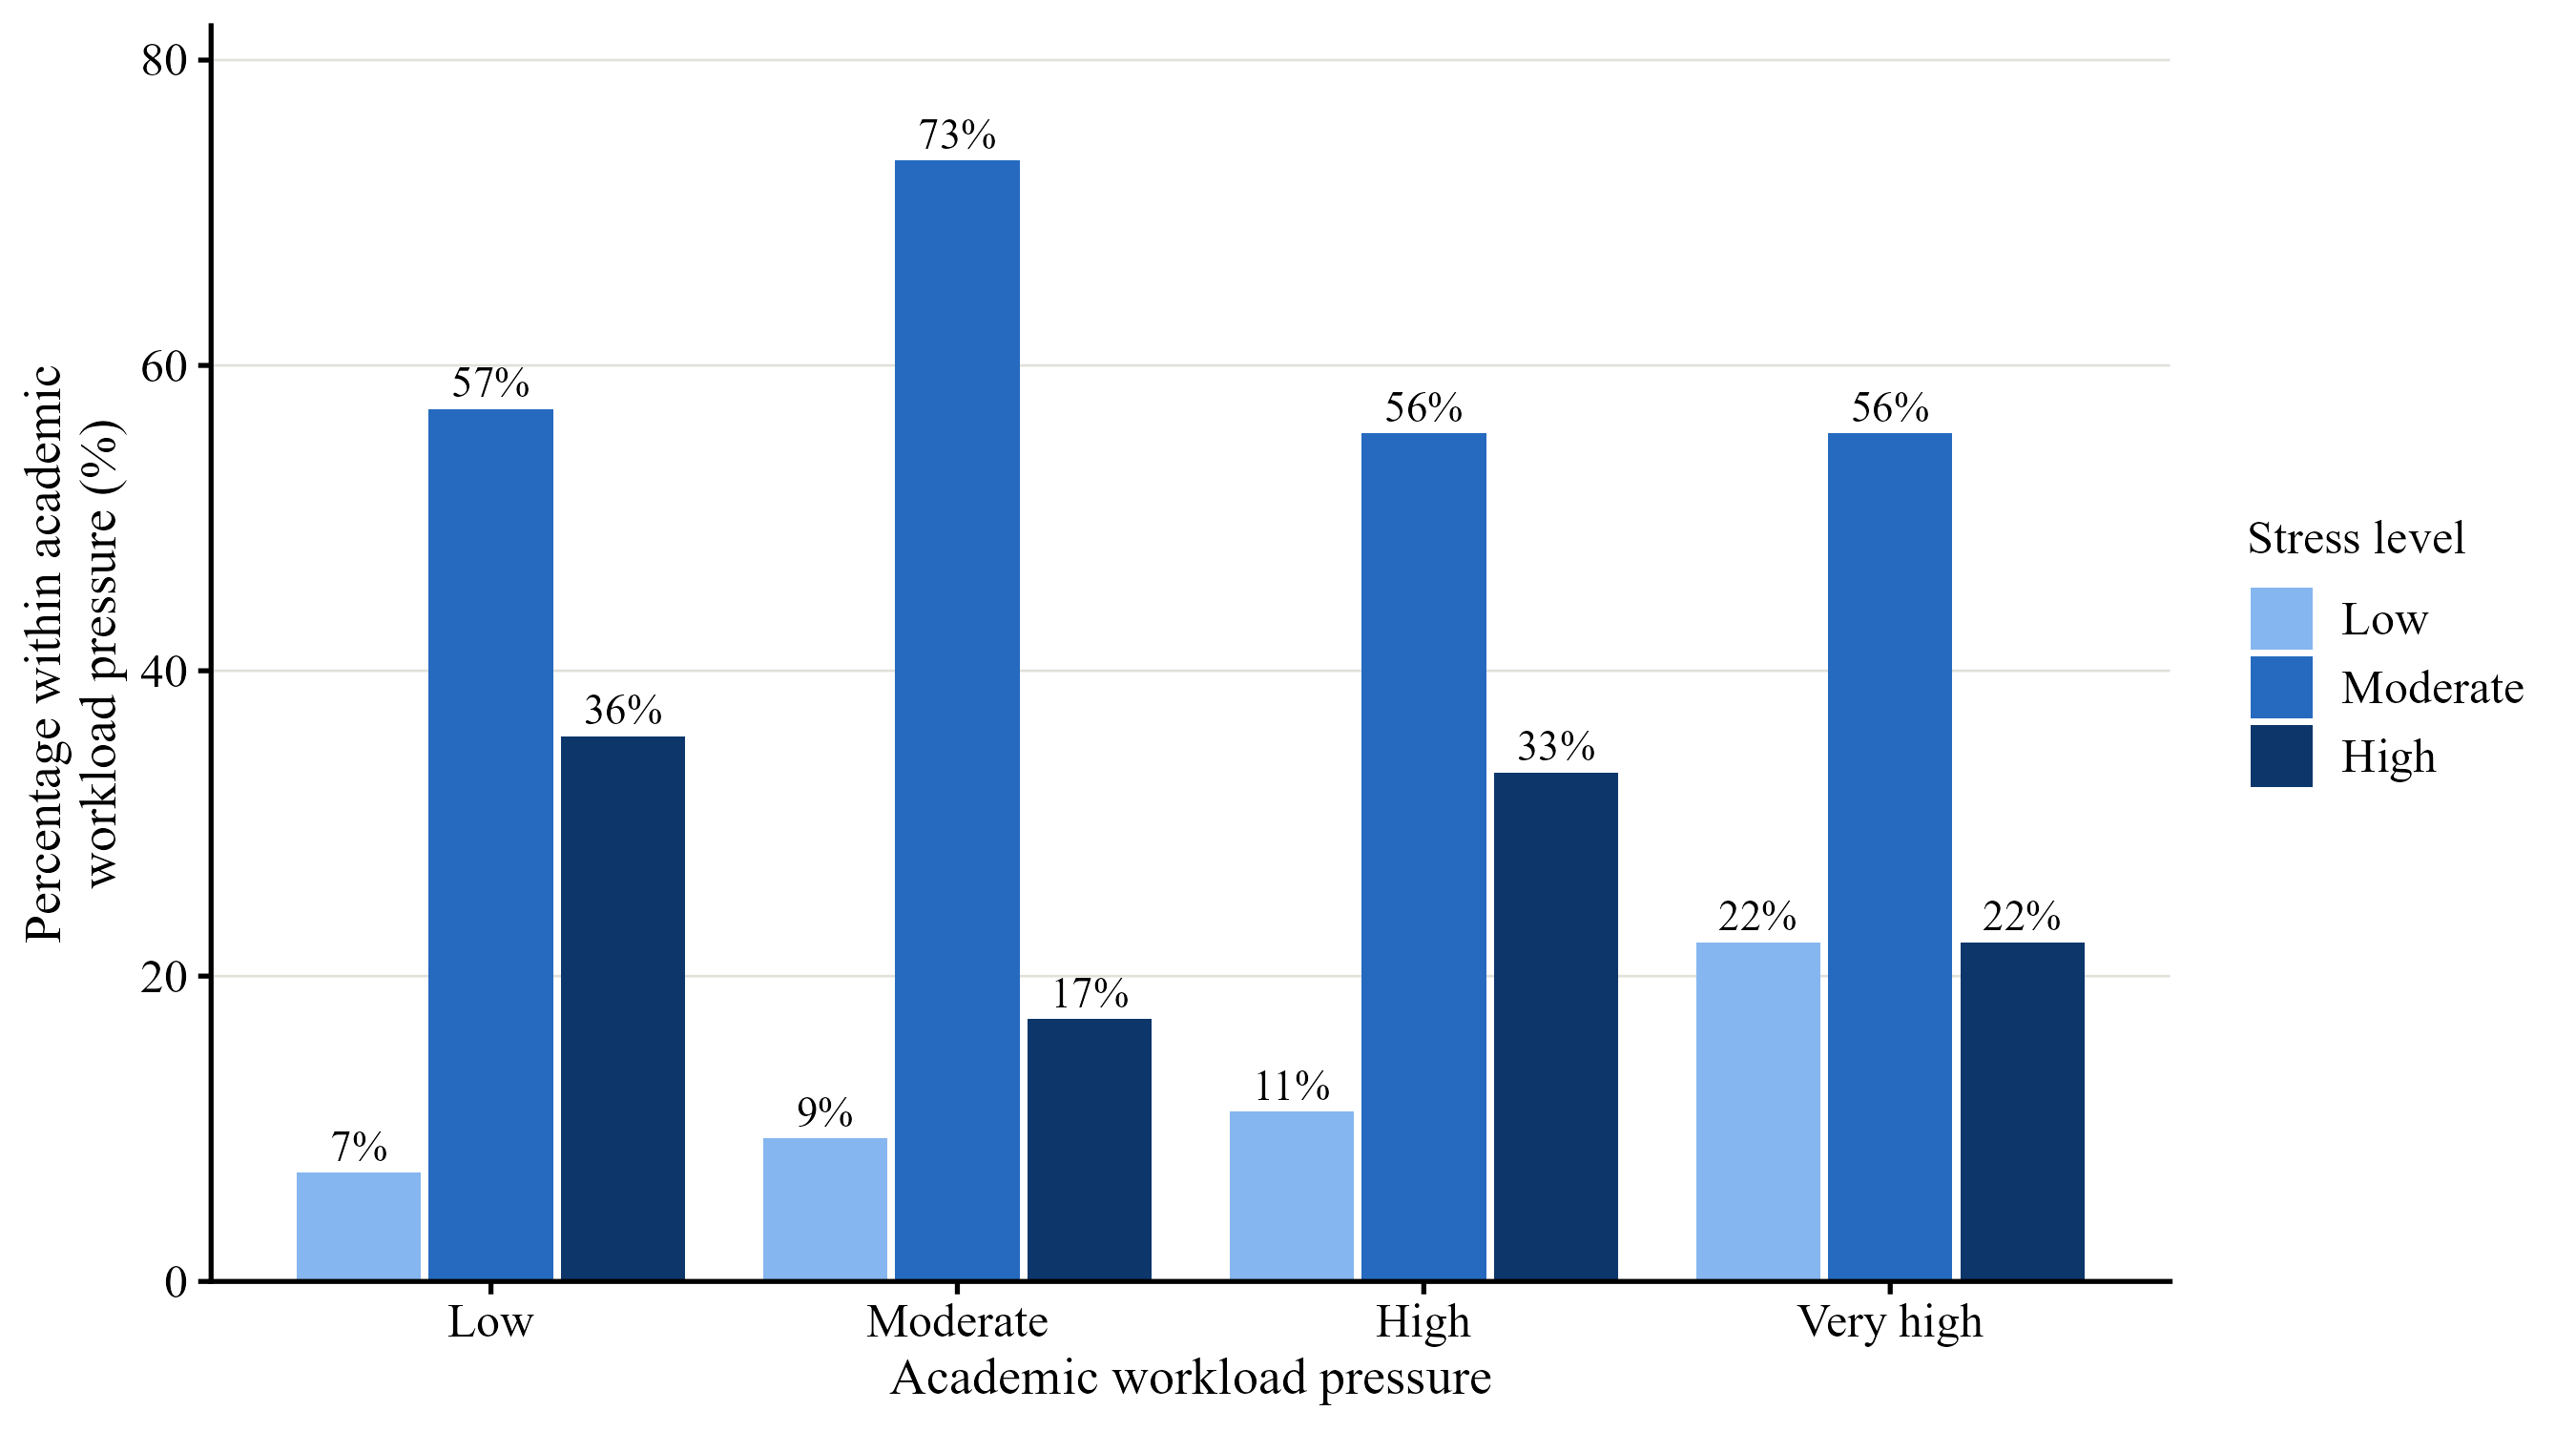 80
60
40
20
0
Percentage within academic
workload pressure (%)
7%
57%
36%
9%
73%
17%
11%
56%
33%
22%
56%
22%
Low
Moderate
High
Very high
Academic workload pressure
Stress level
Low
Moderate
High